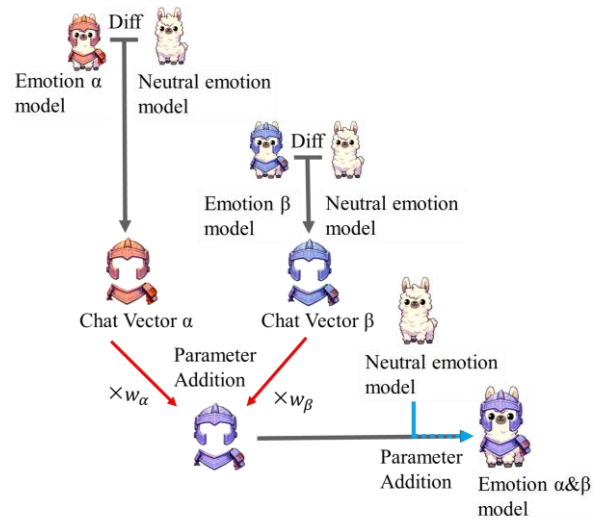 Diff
Emotion α
model
Neutral emotion
model
Diff
Emotion β
model
Neutral emotion
model
Chat Vector α
Chat Vector β
Parameter
Addition
×wα
×wβ
Neutral emotion
model
Parameter
Addition
Emotion α&β
model